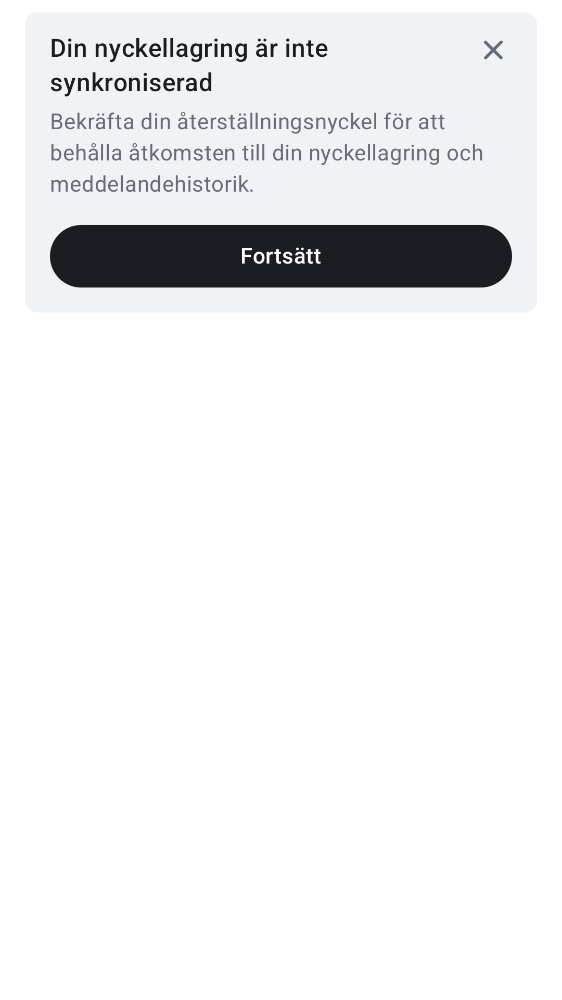 Din nyckellagring är inte
synkroniserad
Bekräfta din återställningsnyckel för att
behålla åtkomsten till din nyckellagring och
meddelandehistorik.
Fortsätt